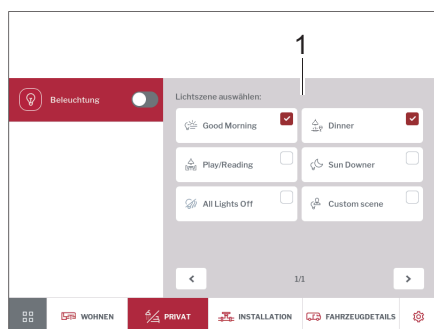 1
Beleuchtung
Lichtszene auswählen:
Good Morning
Dinner
Play/Reading
Sun Downer
All Lights Off
Custom scene
1/1
WOHNEN
PRIVAT
INSTALLATION
FAHRZEUGDETAILS